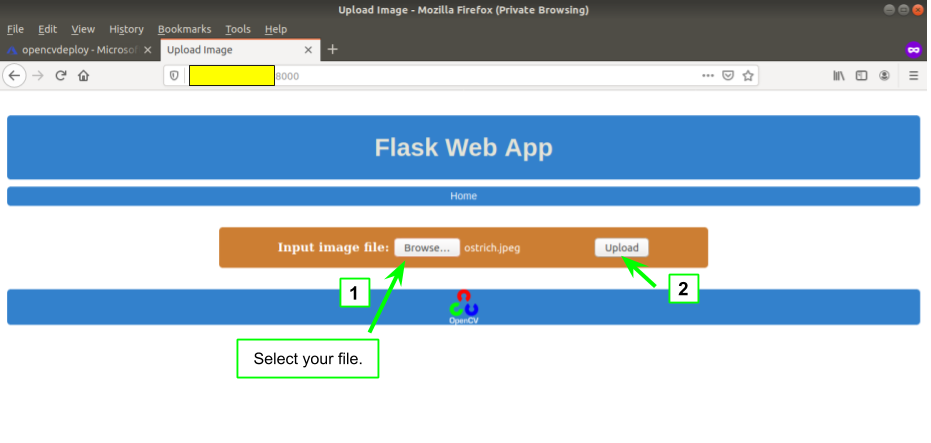 Upload Image - Mozilla Firefox (Private Browsing)
File Edit View History Bookmarks Tools Help
opencvdeploy - Microsof
Upload Image
8000
Flask Web App
Home
Input image file: Browse... ostrich.jpeg Upload
1
2
OpenCV
Select your file.